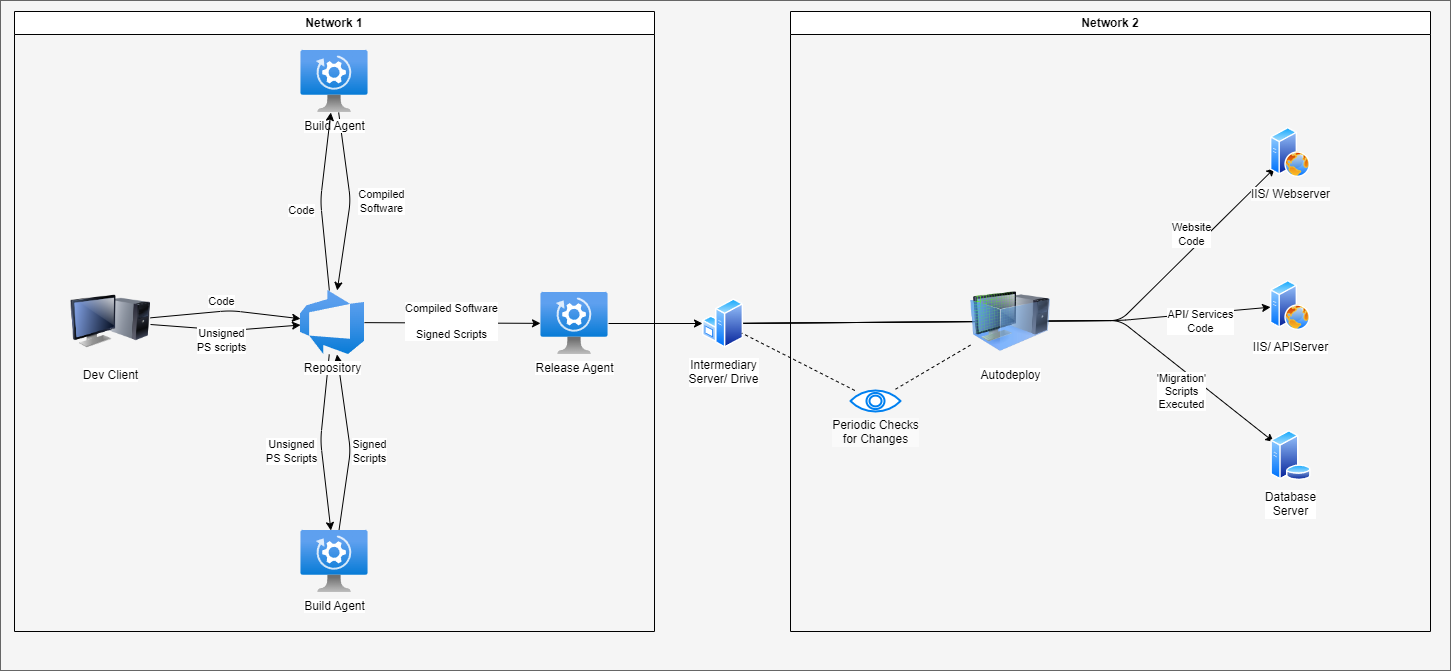 Network 1
Network 2
Build Agent
Code
Compiled
Software
Code
Unsigned
PS scripts
Dev Client
Repository
Compiled Software
Signed Scripts
Release Agent
Unsigned
PS Scripts
Signed
Scripts
Build Agent
Intermediary
Server/ Drive
Periodic Checks
for Changes
Autodeploy
Website
Code
IIS/ Webserver
API/ Services
Code
IIS/ APIServer
'Migration'
Scripts
Executed
Database
Server